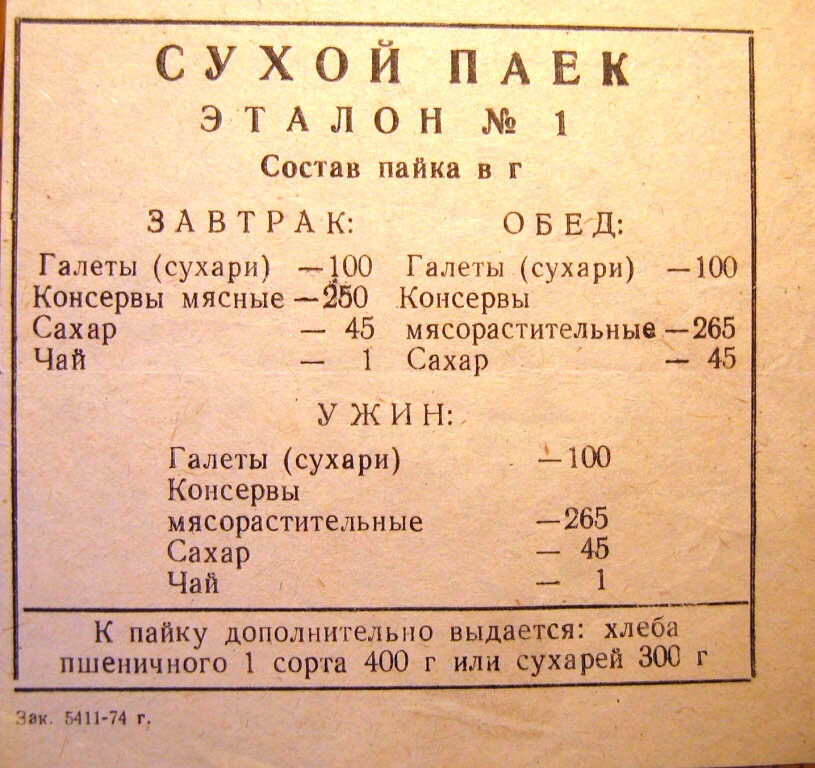 СУХОЙ ПАЕК
ЭТАЛОН № 1
Состав пайка в г
ЗАВТРАК:
Галеты (сухари) — 100
Консервы мясные — 250
Сахар — 45
Чай — 1
ОБЕД:
Галеты (сухари) — 100
Консервы
мясорастительные — 265
Сахар — 45
УЖИН:
Галеты (сухари) — 100
Консервы
мясорастительные — 265
Сахар — 45
Чай — 1
К пайку дополнительно выдается: хлеба
пшеничного 1 сорта 400 г или сухарей 300 г
Зак. 5411-74 г.